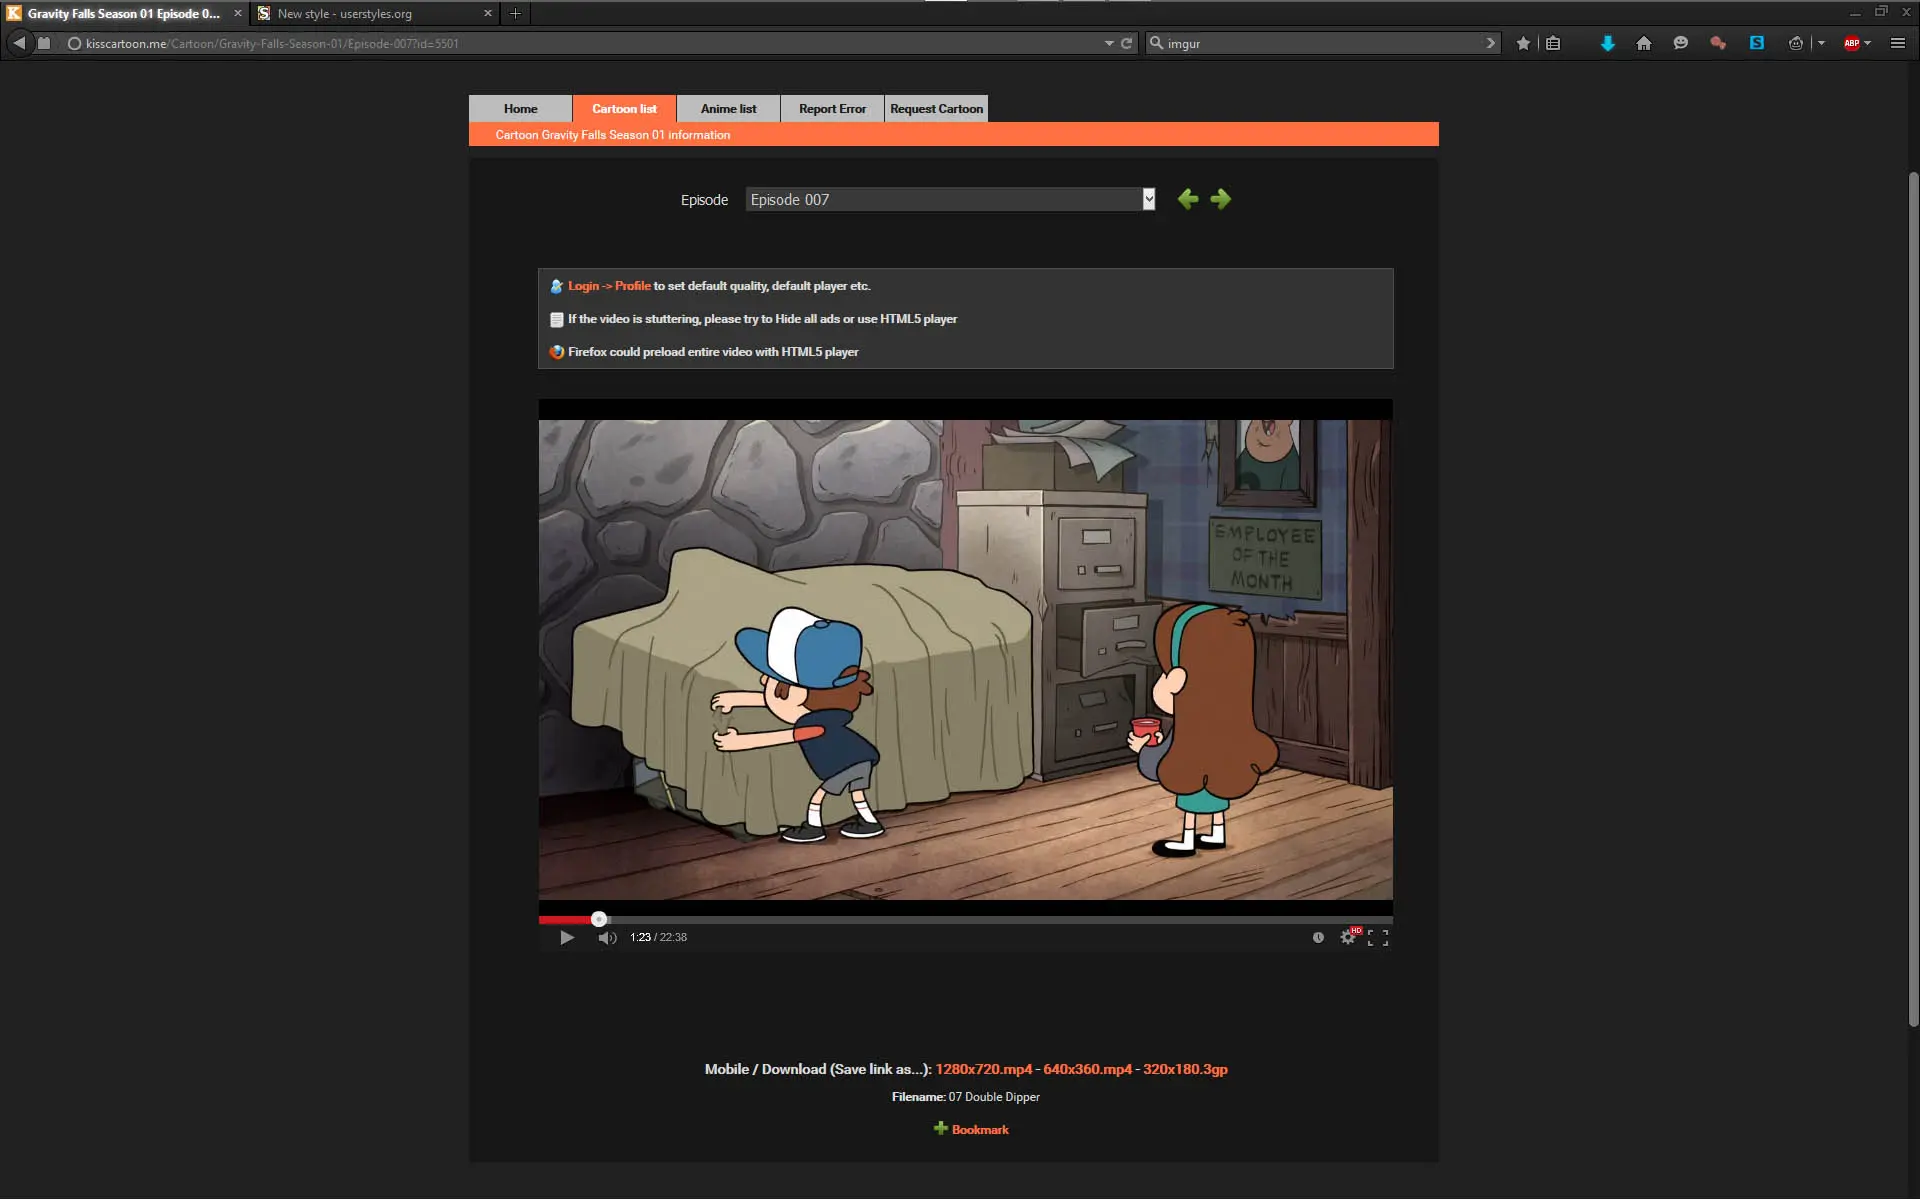 Gravity Falls Season 01 Episode 0...
New style - userstyles.org
kisscartoon.me/Cartoon/Gravity-Falls-Season-01/Episode-007?id=5501
imgur
S
ABP
Home
Cartoon list
Anime list
Report Error
Request Cartoon
Cartoon Gravity Falls Season 01 information
Episode
Episode 007
Login -> Profile to set default quality, default player etc.
If the video is stuttering, please try to Hide all ads or use HTML5 player
Firefox could preload entire video with HTML5 player
EMPLOYEE
OF THE
MONTH
1:23 / 22:38
HD
Mobile / Download (Save link as...): 1280x720.mp4 - 640x360.mp4 - 320x180.3gp
Filename: 07 Double Dipper
Bookmark